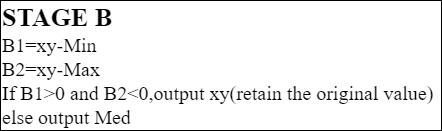 STAGE B
B1=xy-Min
B2=xy-Max
If B1>0 and B2<0,output xy(retain the original value)
else output Med